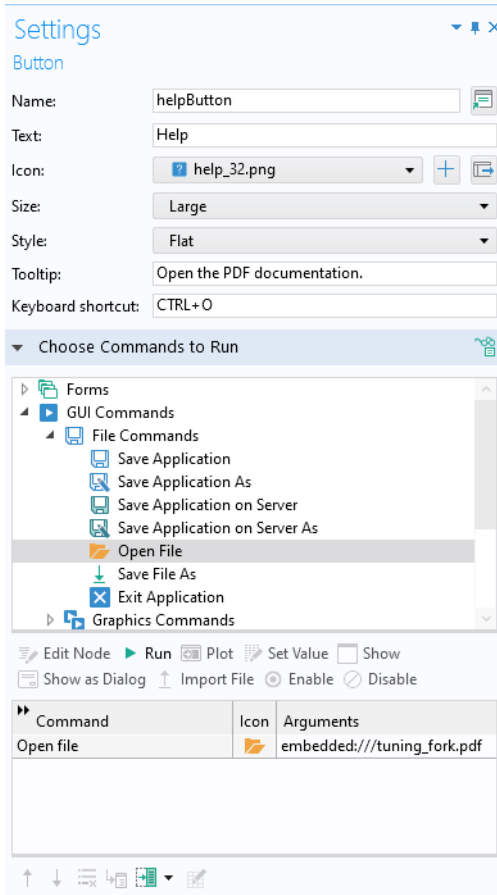 Settings
Button
Name: helpButton
Text: Help
Icon: help_32.png
Size: Large
Style: Flat
Tooltip: Open the PDF documentation.
Keyboard shortcut: CTRL+O
Choose Commands to Run
Forms
GUI Commands
File Commands
Save Application
Save Application As
Save Application on Server
Save Application on Server As
Open File
Save File As
Exit Application
Graphics Commands
Edit Node Run Plot Set Value Show
Show as Dialog Import File Enable Disable
Command Icon Arguments
Open file embedded:///tuning_fork.pdf